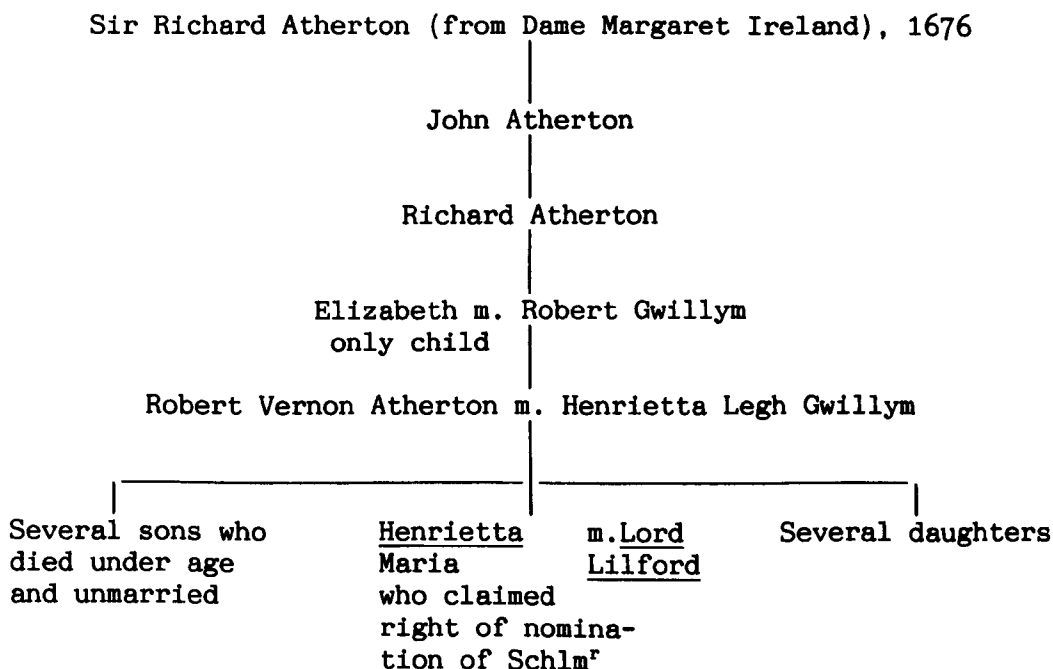 Sir Richard Atherton (from Dame Margaret Ireland), 1676
John Atherton
Richard Atherton
Elizabeth m. Robert Gwillym
only child
Robert Vernon Atherton m. Henrietta Legh Gwillym
Several sons who
died under age
and unmarried
Henrietta m.Lord
Maria Lilford
who claimed
right of nomina-
tion of Schlmʳ
Several daughters